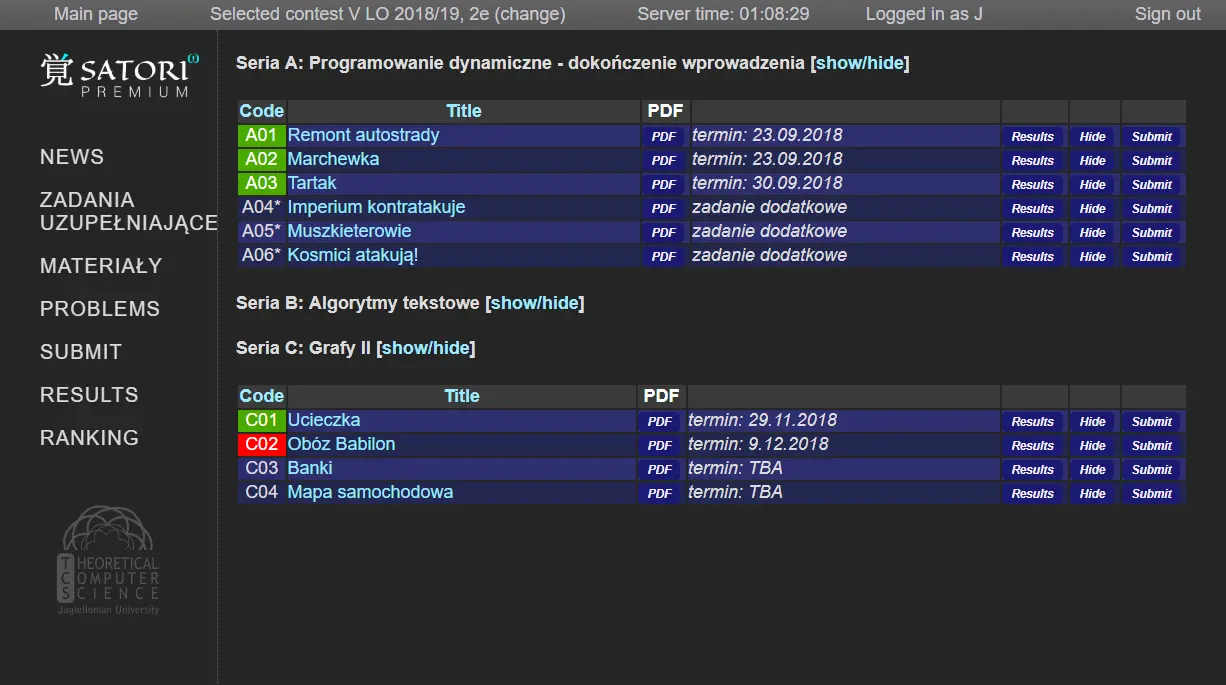 Main page Selected contest V LO 2018/19, 2e (change) Server time: 01:08:29 Logged in as J Sign out
覚 SATORI ω
PREMIUM
NEWS
ZADANIA
UZUPEŁNIAJĄCE
MATERIAŁY
PROBLEMS
SUBMIT
RESULTS
RANKING
THEORETICAL
COMPUTER
SCIENCE
Jagiellonian University
Seria A: Programowanie dynamiczne - dokończenie wprowadzenia [show/hide]
Code Title PDF
A01 Remont autostrady PDF termin: 23.09.2018 Results Hide Submit
A02 Marchewka PDF termin: 23.09.2018 Results Hide Submit
A03 Tartak PDF termin: 30.09.2018 Results Hide Submit
A04* Imperium kontratakuje PDF zadanie dodatkowe Results Hide Submit
A05* Muszkieterowie PDF zadanie dodatkowe Results Hide Submit
A06* Kosmici atakują! PDF zadanie dodatkowe Results Hide Submit
Seria B: Algorytmy tekstowe [show/hide]
Seria C: Grafy II [show/hide]
Code Title PDF
C01 Ucieczka PDF termin: 29.11.2018 Results Hide Submit
C02 Obóz Babilon PDF termin: 9.12.2018 Results Hide Submit
C03 Banki PDF termin: TBA Results Hide Submit
C04 Mapa samochodowa PDF termin: TBA Results Hide Submit